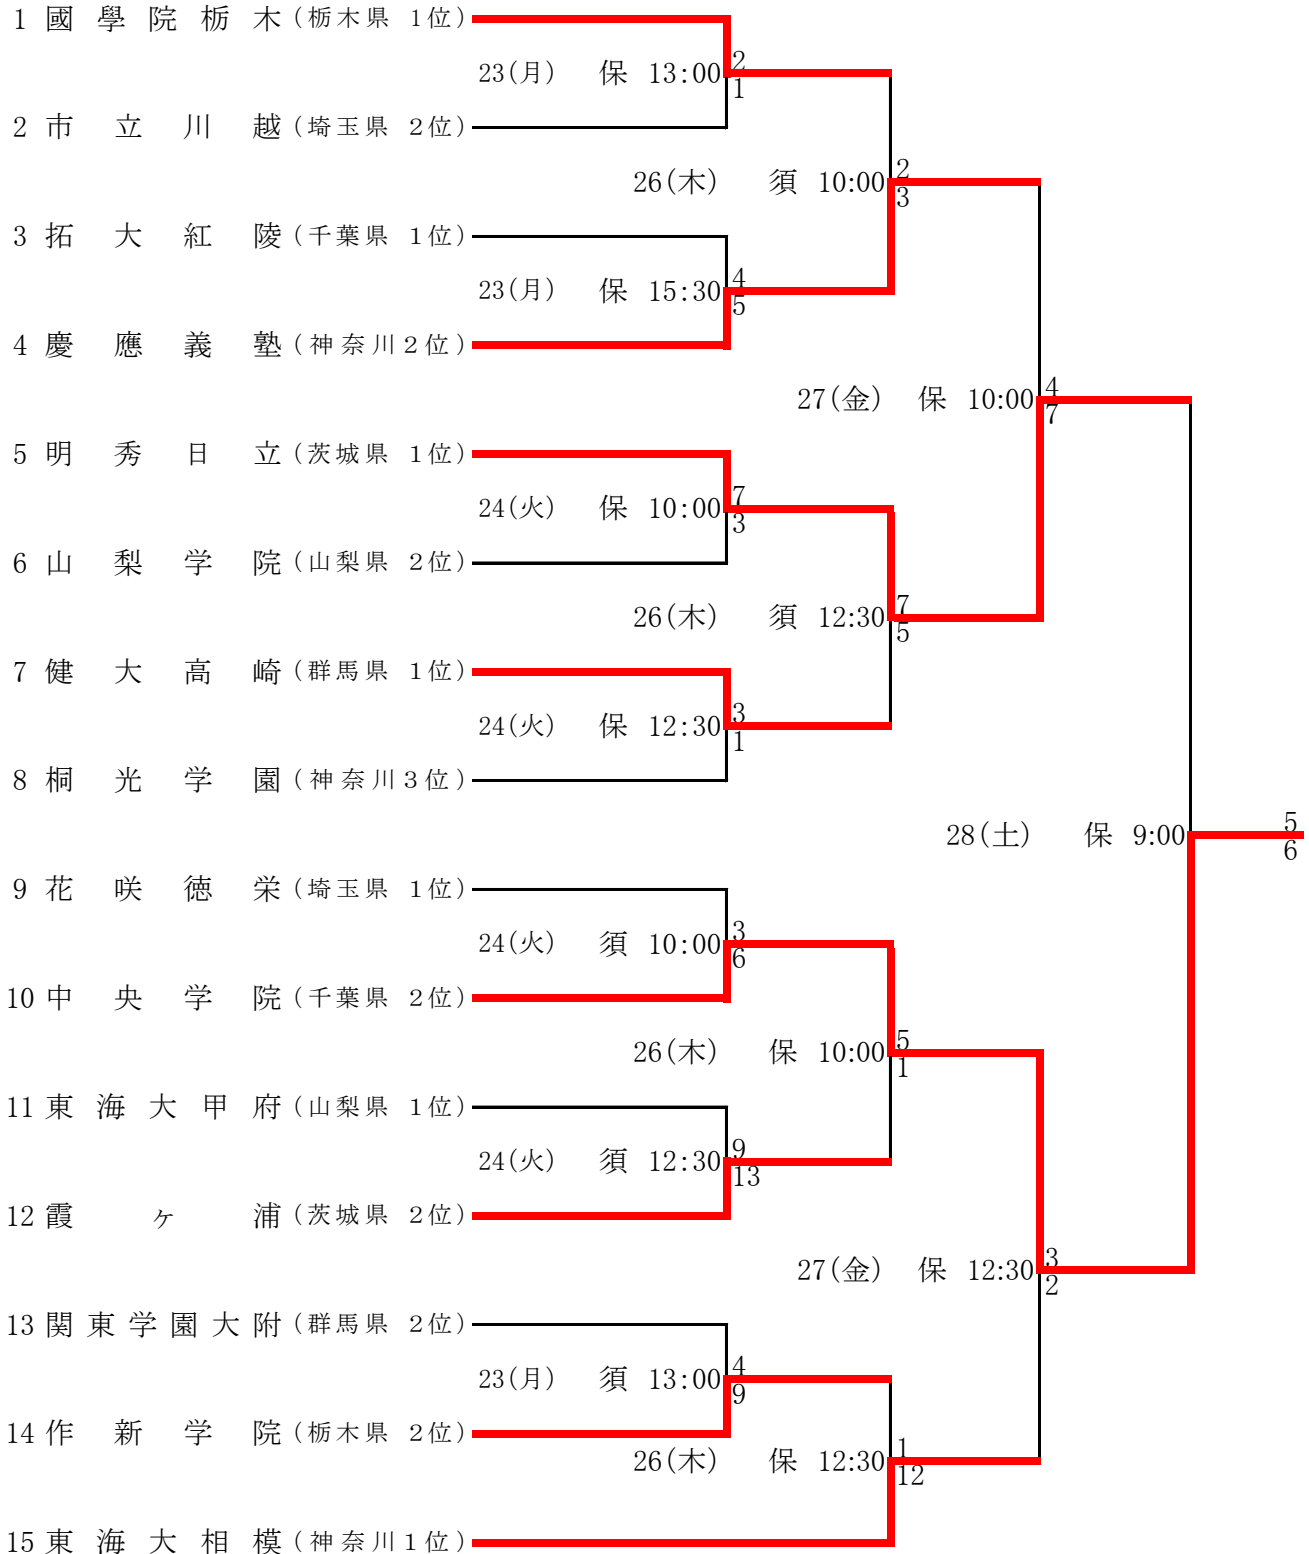 1 國學院栃木 (栃木県 1位)
2
23(月) 保 13:00
1
2 市立川越 (埼玉県 2位)
2
26(木) 須 10:00
3
3 拓大紅陵 (千葉県 1位)
4
23(月) 保 15:30
5
4 慶應義塾 (神奈川2位)
4
27(金) 保 10:00
7
5 明秀日立 (茨城県 1位)
7
24(火) 保 10:00
3
6 山梨学院 (山梨県 2位)
7
26(木) 須 12:30
5
7 健大高崎 (群馬県 1位)
3
24(火) 保 12:30
1
8 桐光学園 (神奈川3位)
5
28(土) 保 9:00
6
9 花咲徳栄 (埼玉県 1位)
3
24(火) 須 10:00
6
10 中央学院 (千葉県 2位)
5
26(木) 保 10:00
1
11 東海大甲府 (山梨県 1位)
9
24(火) 須 12:30
13
12 霞ヶ浦 (茨城県 2位)
3
27(金) 保 12:30
2
13 関東学園大附 (群馬県 2位)
4
23(月) 須 13:00
9
14 作新学院 (栃木県 2位)
1
26(木) 保 12:30
12
15 東海大相模 (神奈川1位)